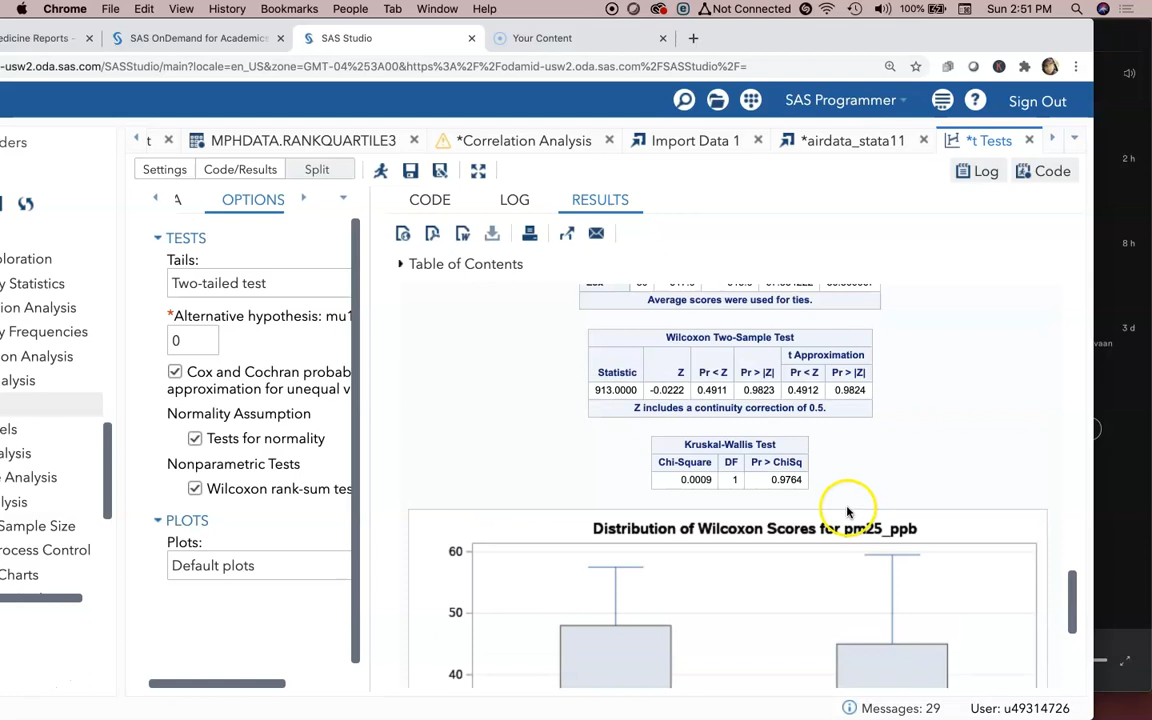 Chrome File Edit View History Bookmarks People Tab Window Help Not Connected 100% Sun 2:51 PM
edicine Reports - SAS OnDemand for Academics SAS Studio Your Content
-usw2.oda.sas.com/SASStudio/main?locale=en_US&zone=GMT-04%253A00&https%3A%2F%2Fodamid-usw2.oda.sas.com%2FSASStudio%2F=
SAS Programmer Sign Out
ders
t MPHDATA.RANKQUARTILE3 *Correlation Analysis Import Data 1 *airdata_stata11 *t Tests
Settings Code/Results Split Log Code
A OPTIONS CODE LOG RESULTS
TESTS
Tails:
Two-tailed test
*Alternative hypothesis: mu1
0
Cox and Cochran probab
approximation for unequal v
Normality Assumption
Tests for normality
Nonparametric Tests
Wilcoxon rank-sum tes
PLOTS
Plots:
Default plots
ploration
y Statistics
ion Analysis
y Frequencies
on Analysis
alysis
els
alysis
e Analysis
lysis
Sample Size
Process Control
Charts
Table of Contents
Average scores were used for ties.
Wilcoxon Two-Sample Test
t Approximation
Statistic Z Pr < Z Pr > |Z| Pr < Z Pr > |Z|
913.0000 -0.0222 0.4911 0.9823 0.4912 0.9824
Z includes a continuity correction of 0.5.
Kruskal-Wallis Test
Chi-Square DF Pr > ChiSq
0.0009 1 0.9764
Distribution of Wilcoxon Scores for pm25_ppb
60
50
40
Messages: 29 User: u49314726
2 h
8 h
3 d
vaan